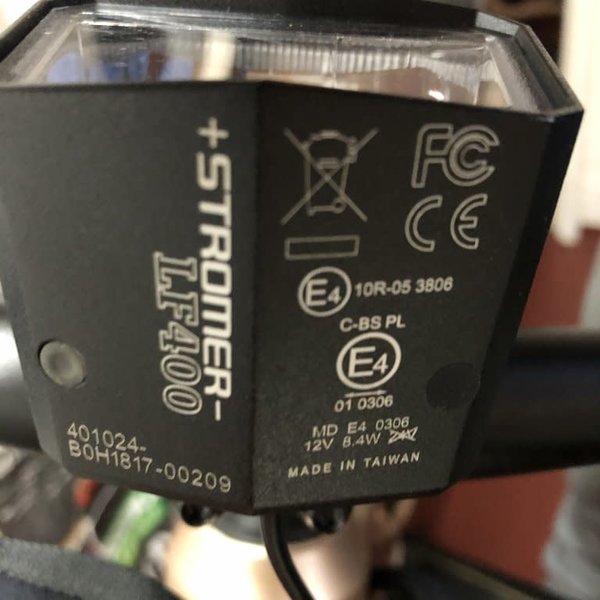 +STROMER-
LF400
401024-
B0H1817-00209
FC
CE
E4 10R-05 3806
C-BS PL
E4
01 0306
MD E4 0306
12V 8.4W
MADE IN TAIWAN